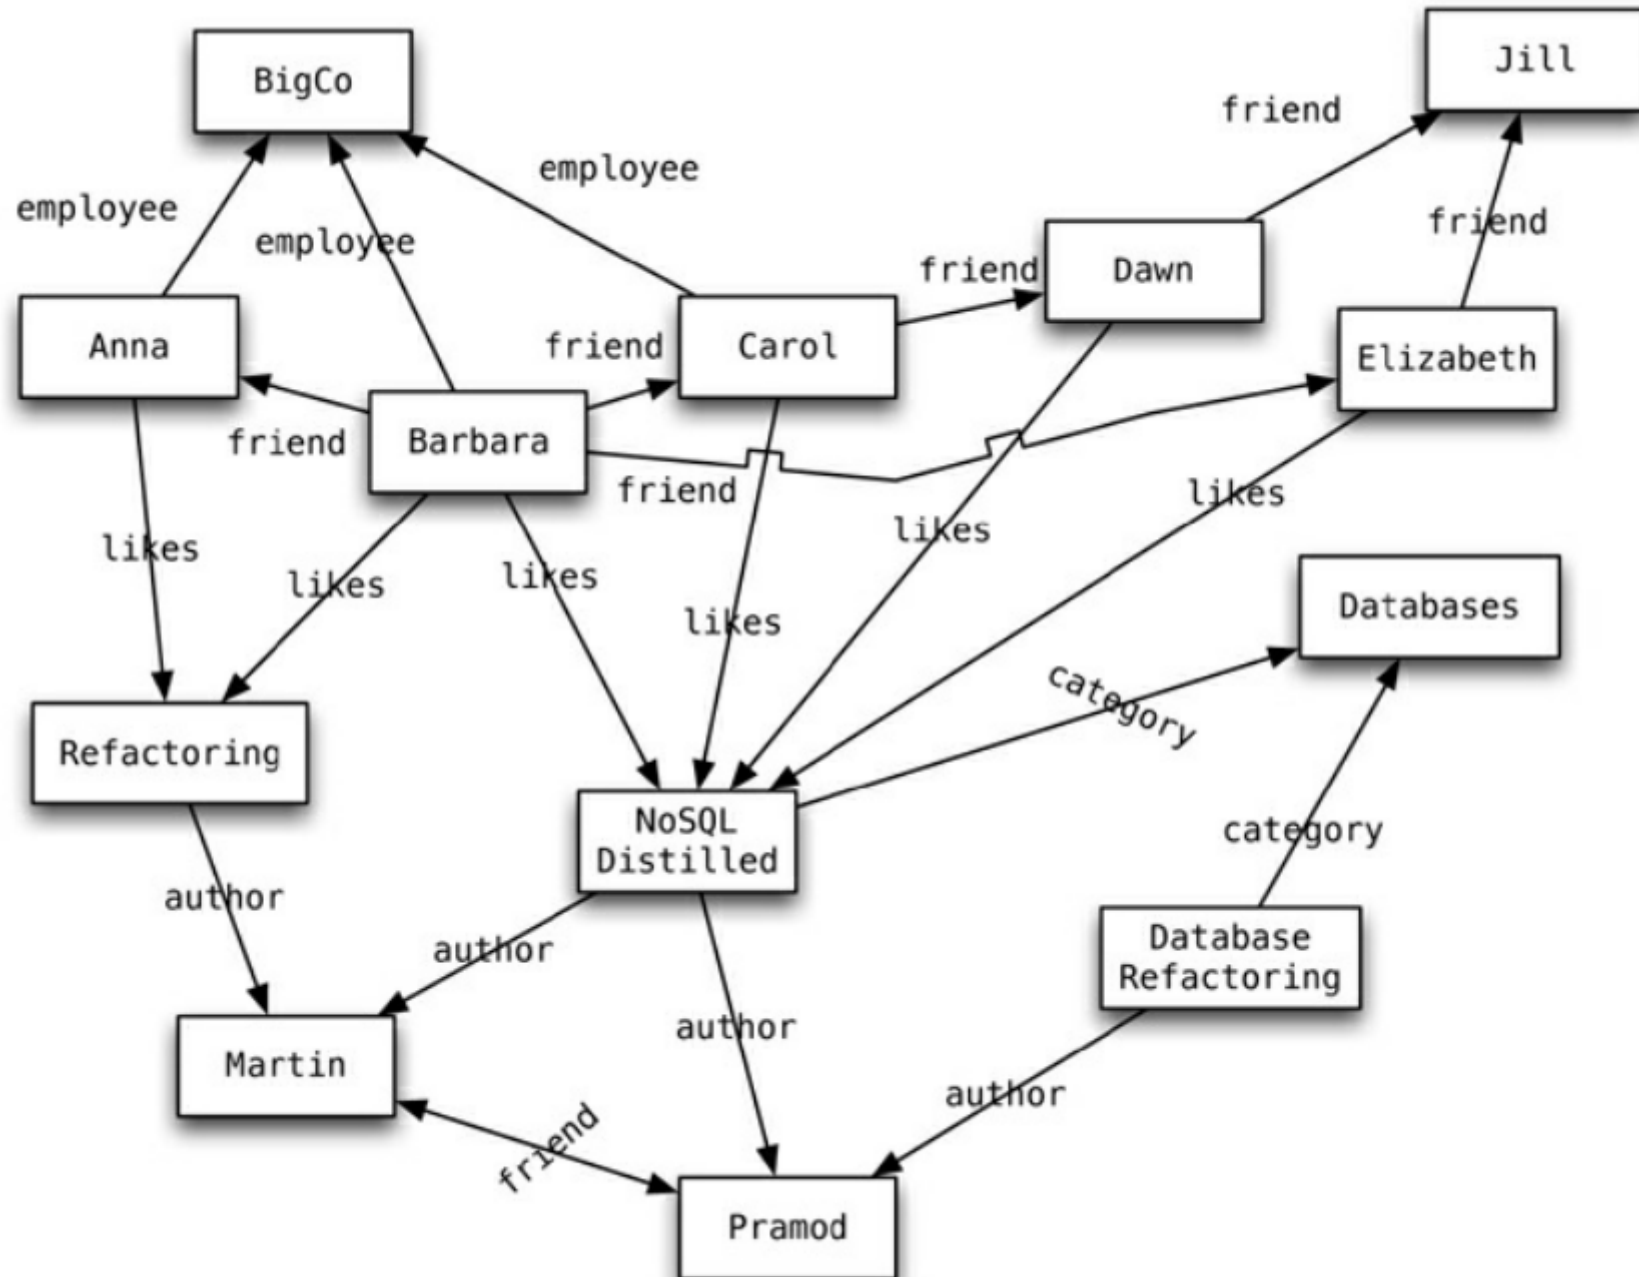 BigCo
Jill
friend
employee
employee
friend
employee
friend
Dawn
Anna
friend
Carol
Elizabeth
friend
Barbara
friend
likes
likes
likes
likes
likes
likes
Databases
category
Refactoring
NoSQL
Distilled
category
author
author
Database
Refactoring
author
Martin
author
friend
Pramod